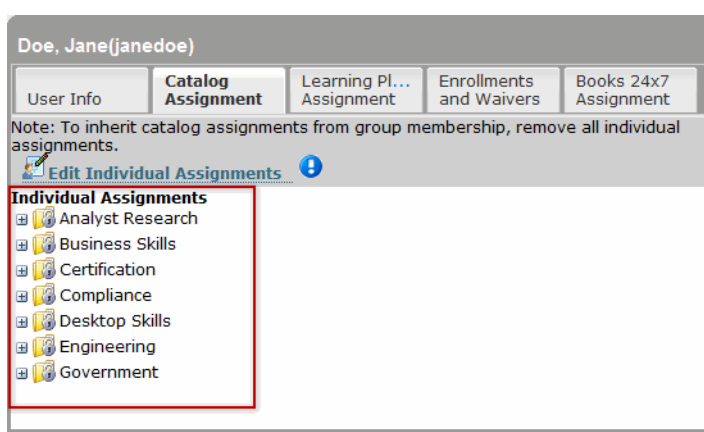 Doe, Jane(janedoe)
User Info
Catalog
Assignment
Learning Pl...
Assignment
Enrollments
and Waivers
Books 24x7
Assignment
Note: To inherit catalog assignments from group membership, remove all individual
assignments.
Edit Individual Assignments
Individual Assignments
Analyst Research
Business Skills
Certification
Compliance
Desktop Skills
Engineering
Government